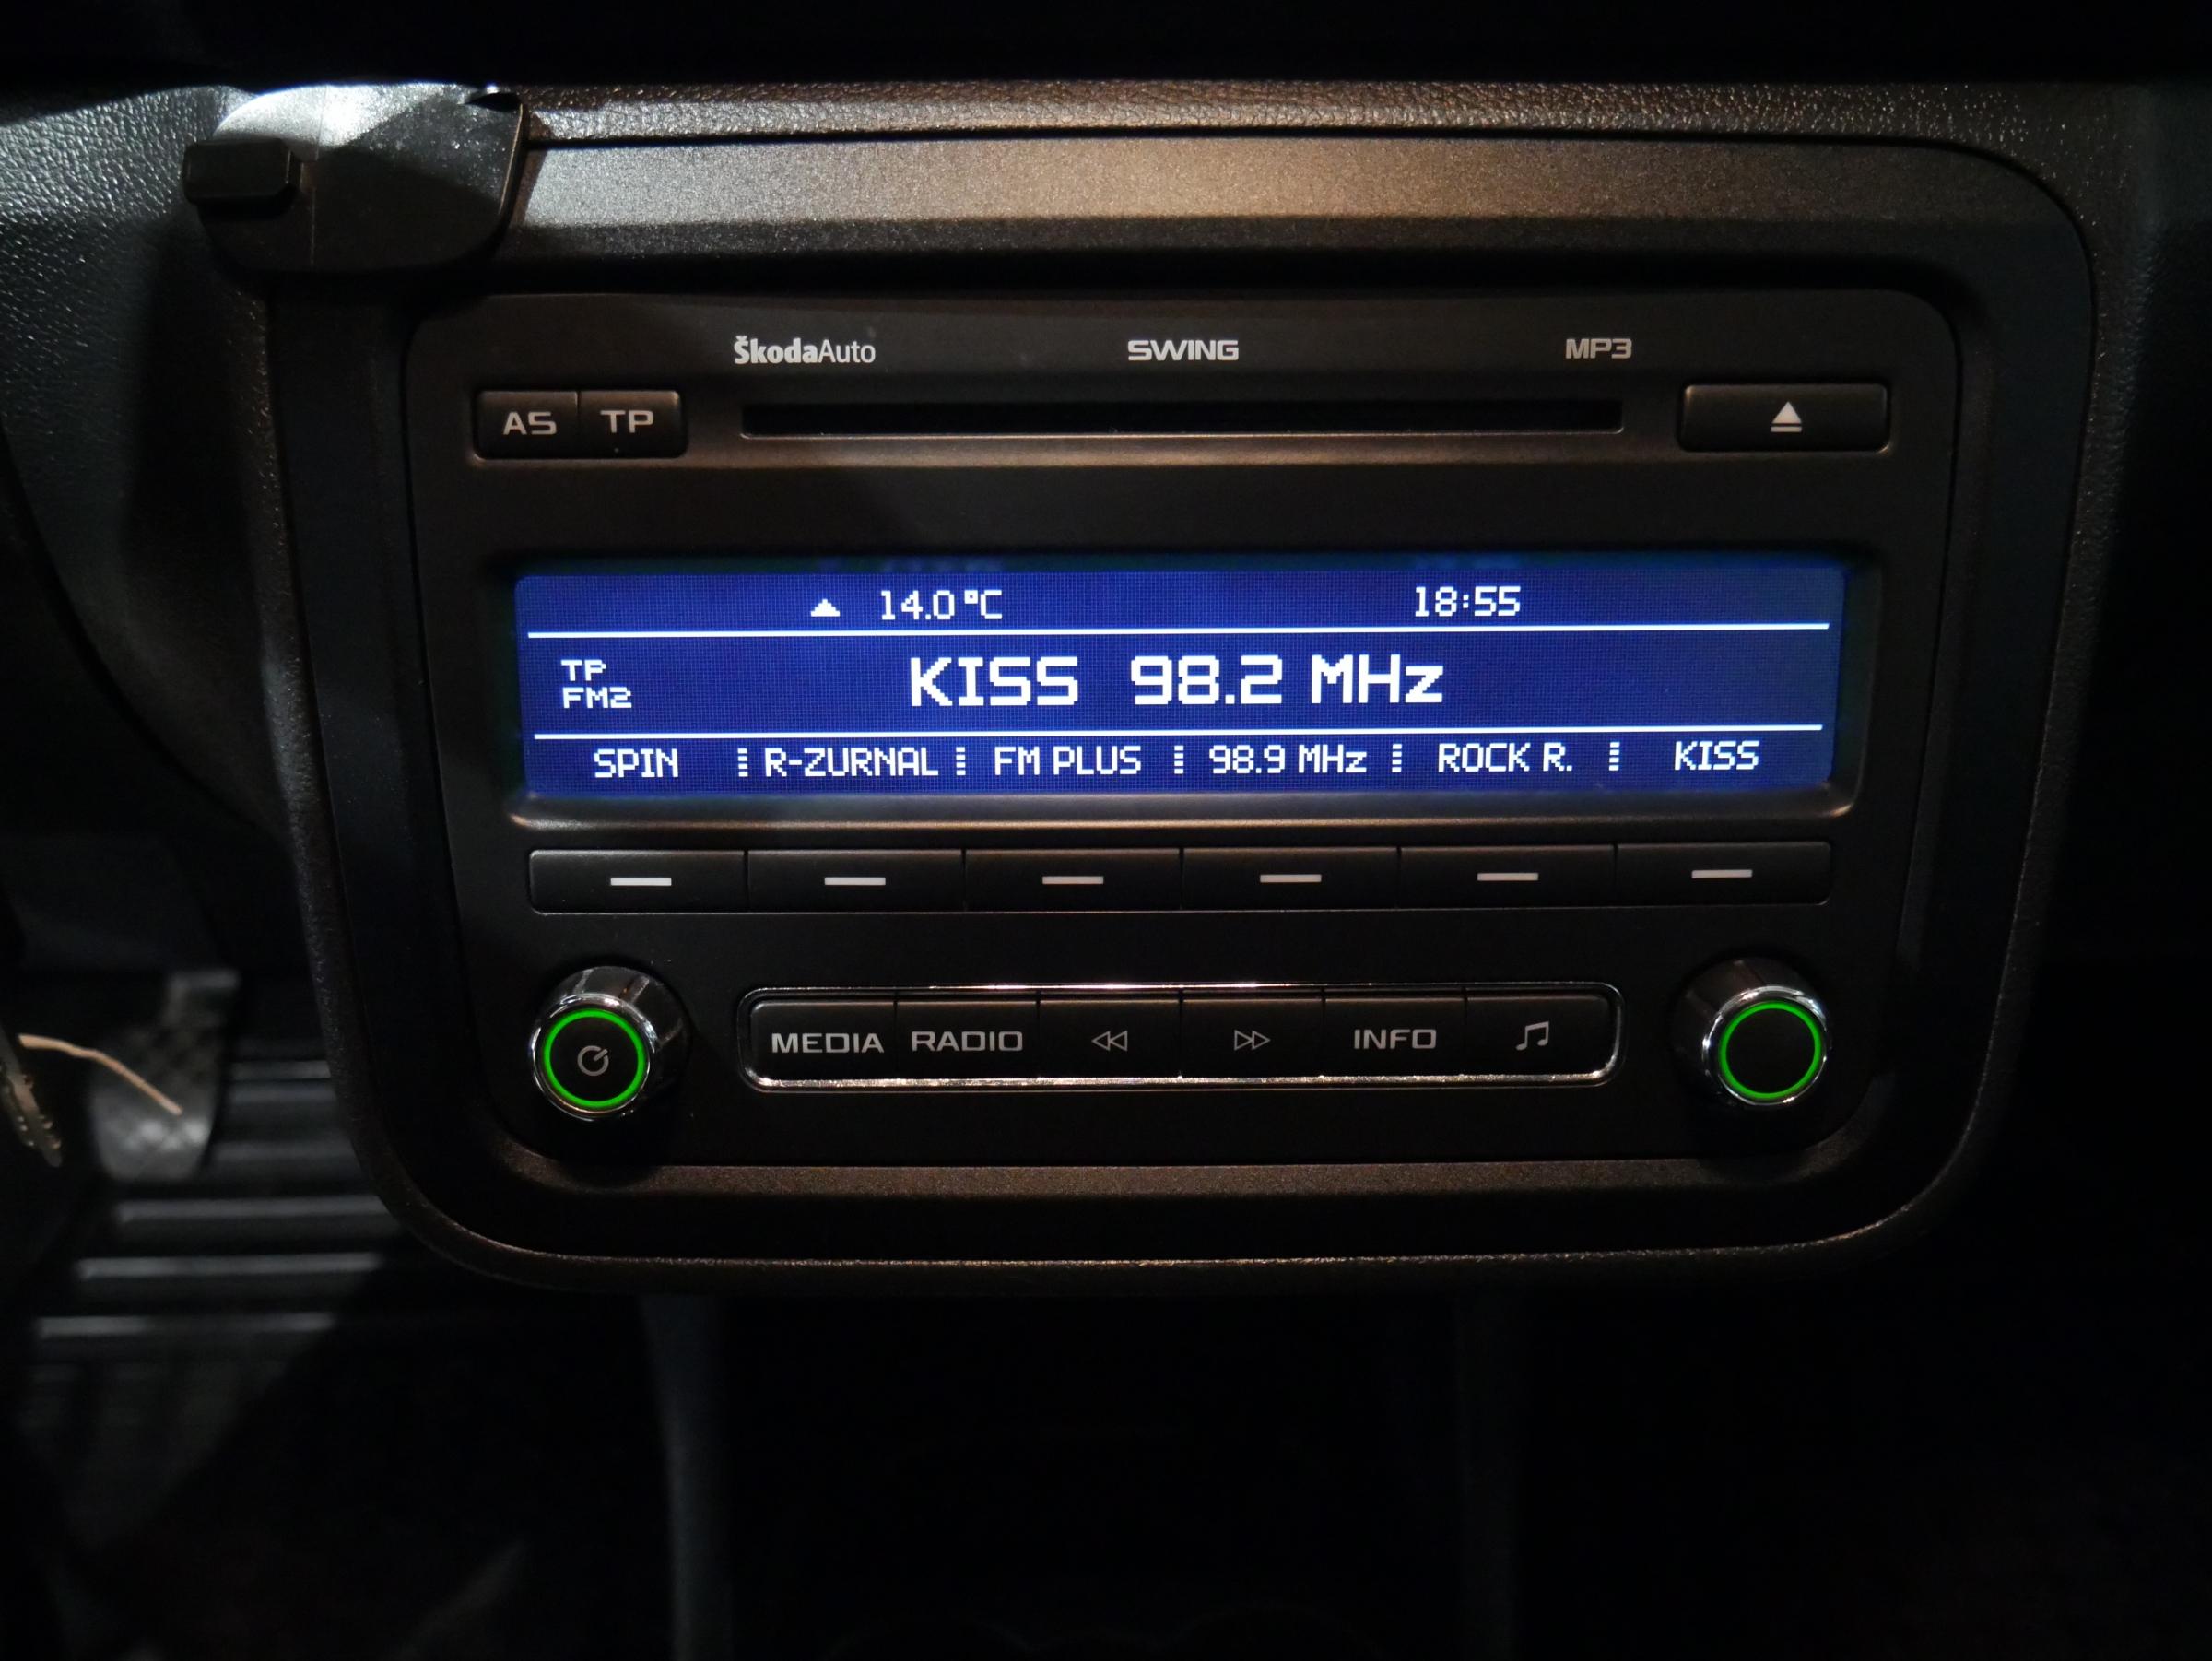 ŠkodaAuto SWING MP3
AS TP
14.0°C 18:55
TP
FM2
KISS 98.2 MHz
SPIN R-ZURNAL FM PLUS 98.9 MHz ROCK R. KISS
MEDIA RADIO INFO